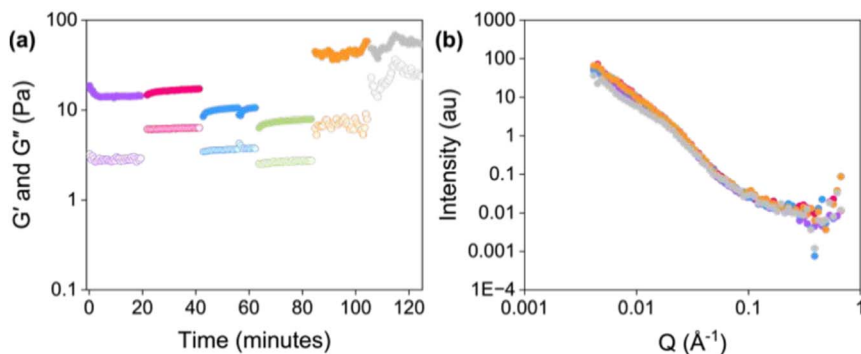 (a)
G′ and G″ (Pa)
100
10
1
0.1
0 20 40 60 80 100 120
Time (minutes)
(b)
Intensity (au)
1000
100
10
1
0.1
0.01
0.001
1E−4
0.001 0.01 0.1 1
Q (Å⁻¹)